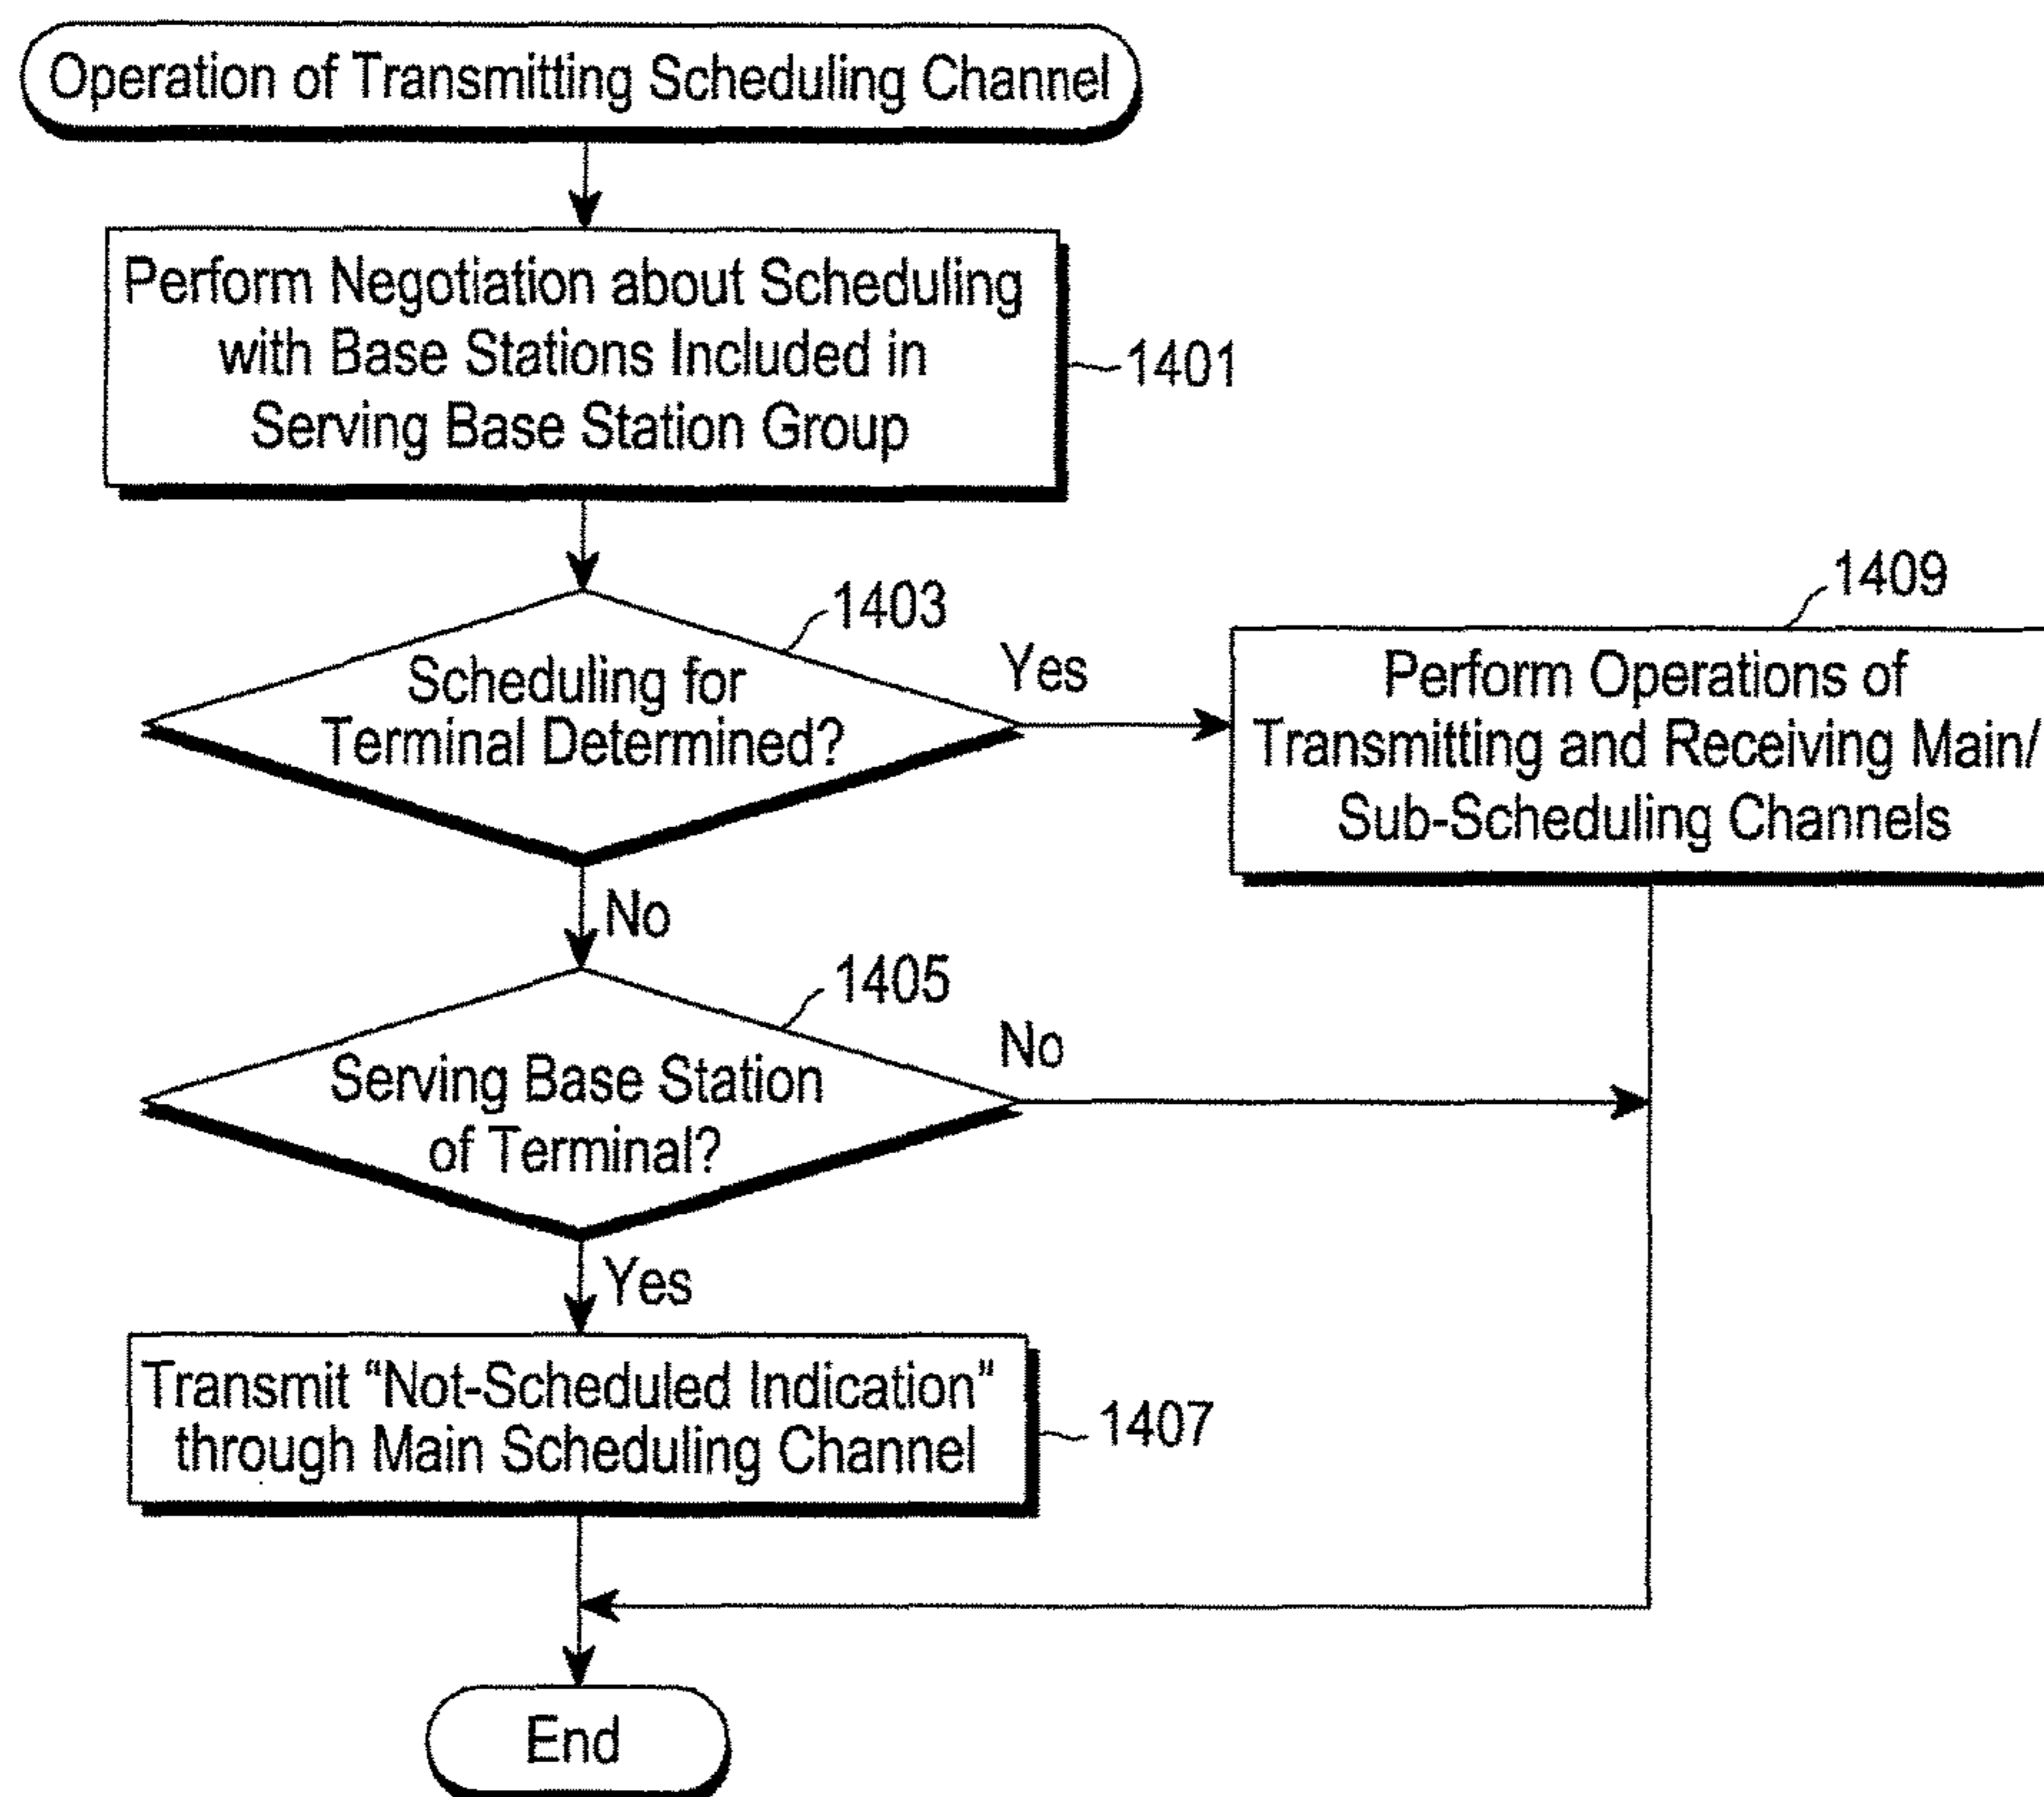 Operation of Transmitting Scheduling Channel
Perform Negotiation about Scheduling
with Base Stations Included in
Serving Base Station Group
1401
1403
Scheduling for
Terminal Determined?
Yes
No
1409
Perform Operations of
Transmitting and Receiving Main/
Sub-Scheduling Channels
1405
Serving Base Station
of Terminal?
No
Yes
Transmit “Not-Scheduled Indication”
through Main Scheduling Channel
1407
End